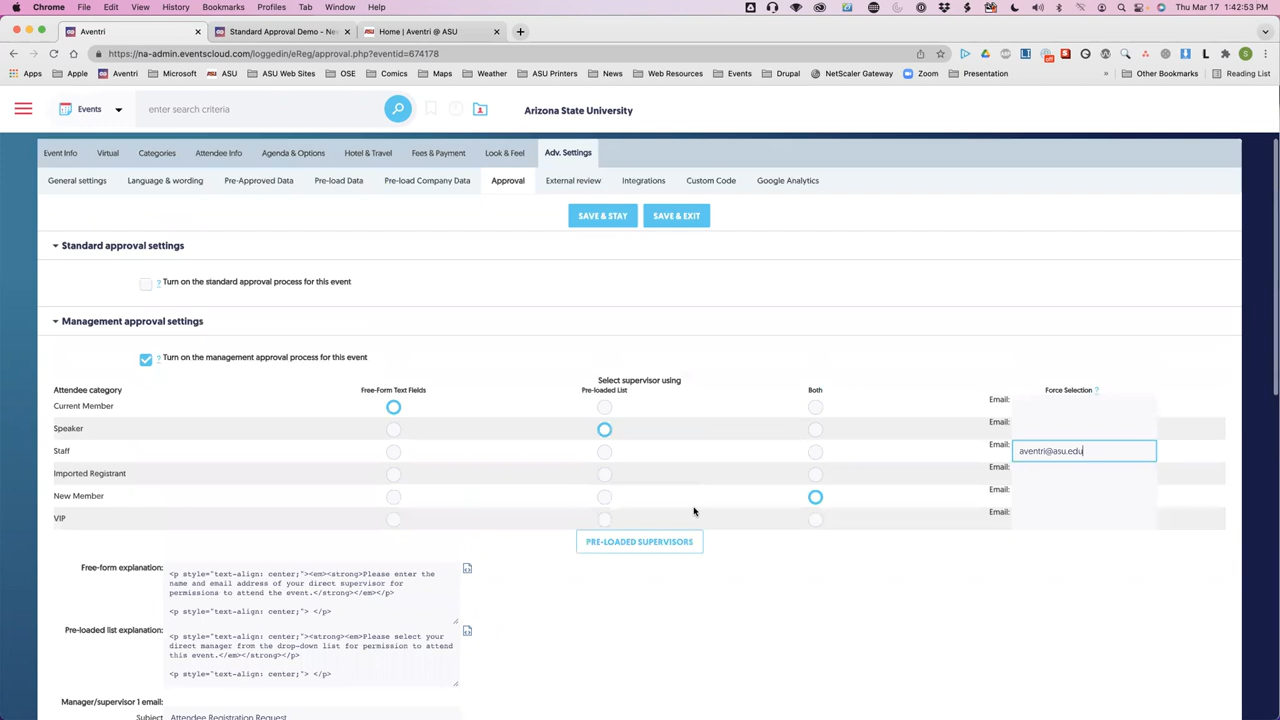 Chrome File Edit View History Bookmarks Profiles Tab Window Help Thu Mar 17 1:42:53 PM
Aventri Standard Approval Demo - Ne Home | Aventri @ ASU
https://na-admin.eventscloud.com/loggedin/eReg/approval.php?eventid=674178
Apps Apple Aventri Microsoft ASU ASU Web Sites OSE Comics Maps Weather ASU Printers News Web Resources Events Drupal NetScaler Gateway Zoom Presentation » Other Bookmarks Reading List
Events enter search criteria Arizona State University
Event Info Virtual Categories Attendee Info Agenda & Options Hotel & Travel Fees & Payment Look & Feel Adv. Settings
General settings Language & wording Pre-Approved Data Pre-load Data Pre-load Company Data Approval External review Integrations Custom Code Google Analytics
SAVE & STAY SAVE & EXIT
Standard approval settings
? Turn on the standard approval process for this event
Management approval settings
? Turn on the management approval process for this event
Select supervisor using
Attendee category Free-Form Text Fields Pre-loaded List Both Force Selection ?
Current Member Email:
Speaker Email:
Staff Email: aventri@asu.edu
Imported Registrant Email:
New Member Email:
VIP Email:
PRE-LOADED SUPERVISORS
Free-form explanation: <p style="text-align: center;"><em><strong>Please enter the
name and email address of your direct supervisor for
permissions to attend the event.</strong></em></p>
<p style="text-align: center;"> </p>
Pre-loaded list explanation: <p style="text-align: center;"><strong><em>Please select your
direct manager from the drop-down list for permission to attend
this event.</em></strong></p>
<p style="text-align: center;"> </p>
Manager/supervisor 1 email:
Subject Attendee Registration Request